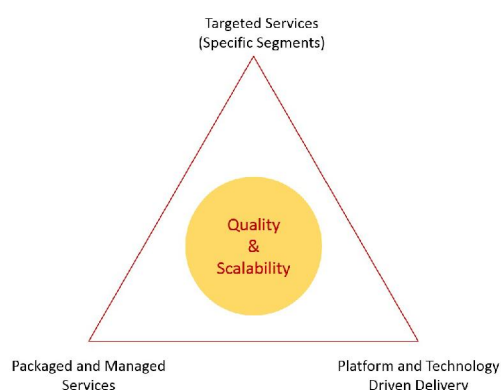 Targeted Services
(Specific Segments)
Quality
&
Scalability
Packaged and Managed
Services
Platform and Technology
Driven Delivery